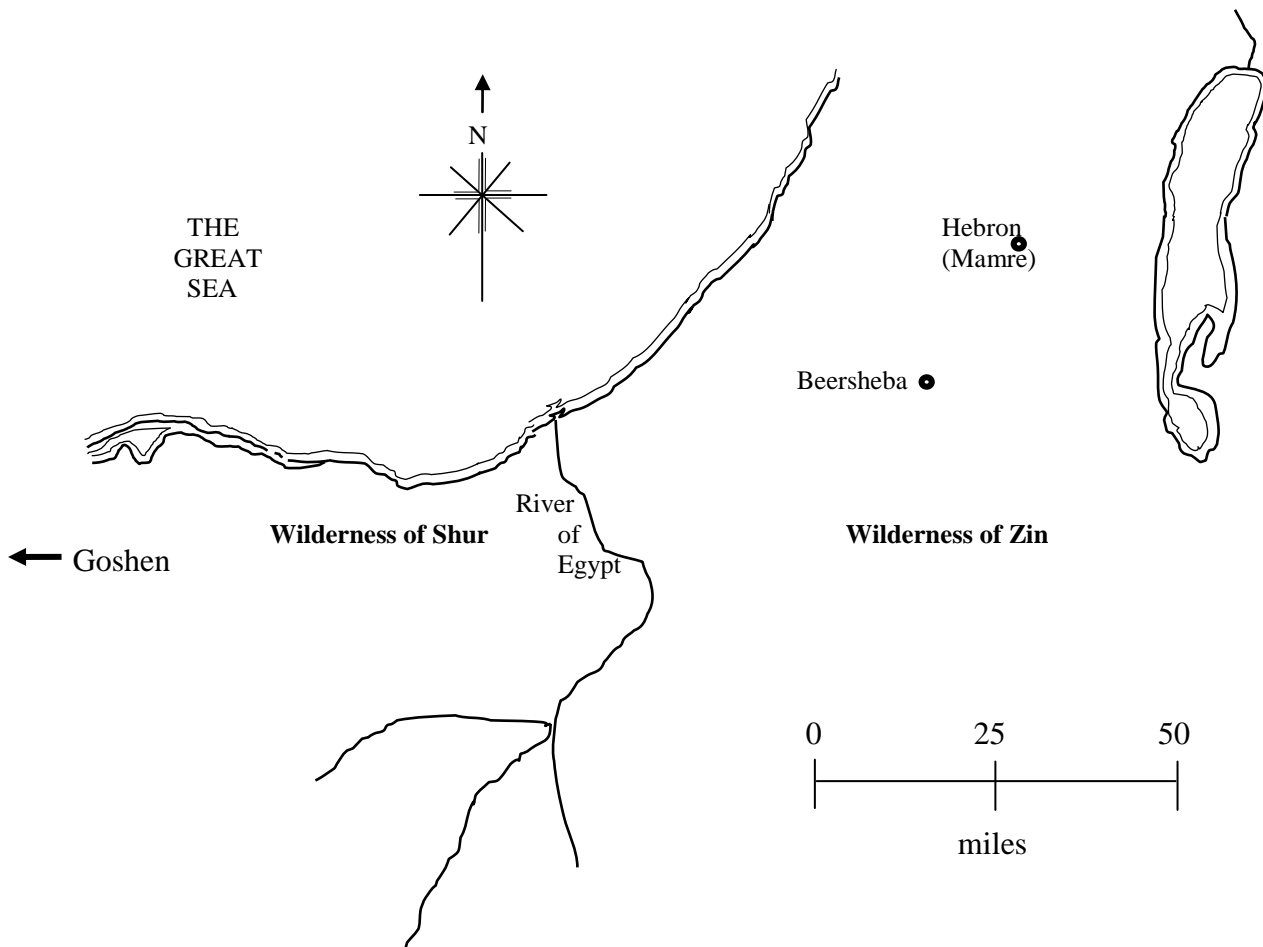 N
THE
GREAT
SEA
Hebron
(Mamre)
Beersheba
River
of
Egypt
Wilderness of Shur
Wilderness of Zin
Goshen
0 25 50
miles